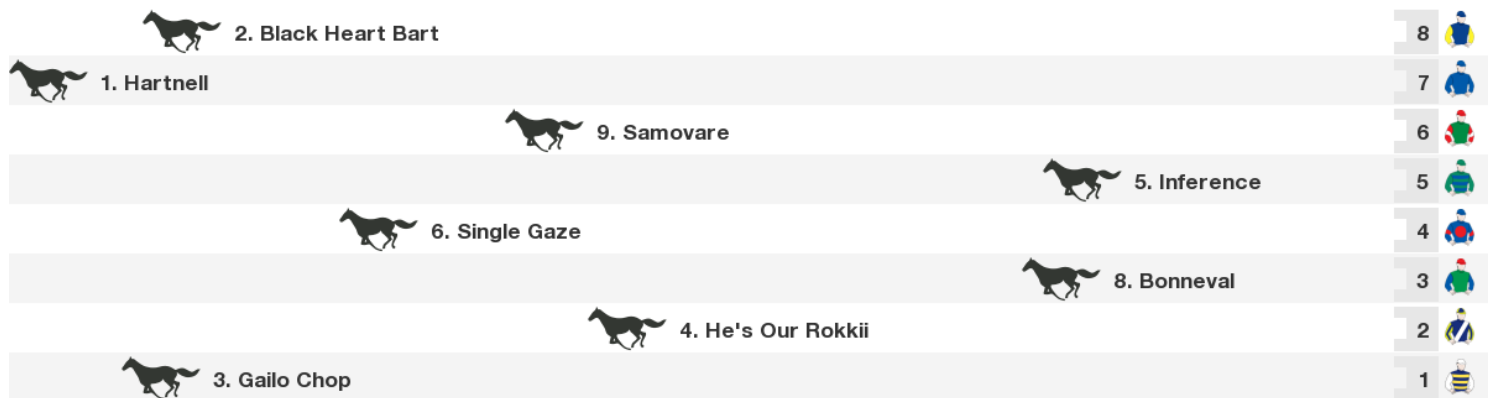 2. Black Heart Bart 8
1. Hartnell 7
9. Samovare 6
5. Inference 5
6. Single Gaze 4
8. Bonneval 3
4. He's Our Rokkii 2
3. Gailo Chop 1